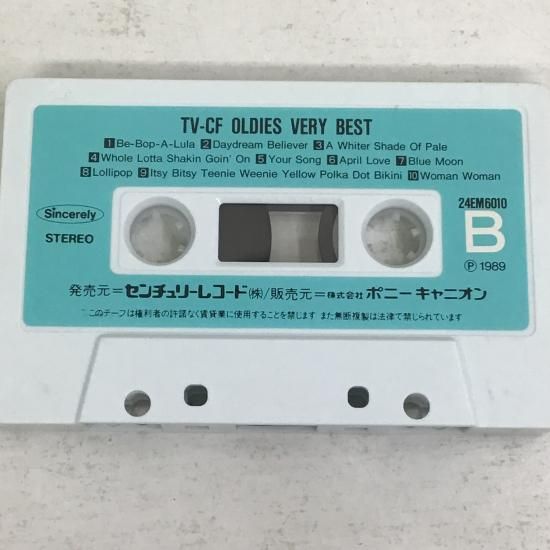 TV-CF OLDIES VERY BEST
1 Be-Bop-A-Lula 2 Daydream Believer 3 A Whiter Shade Of Pale
4 Whole Lotta Shakin Goin' On 5 Your Song 6 April Love 7 Blue Moon
8 Lollipop 9 Itsy Bitsy Teenie Weenie Yellow Polka Dot Bikini 10 Woman Woman
Sincerely
STEREO
24EM6010
B
Ⓟ 1989
発売元=センチュリーレコード(株)/販売元=株式会社 ポニーキャニオン
このテープは権利者の許諾なく賃貸業に使用することを禁じます また無断複製は法律で禁じられています